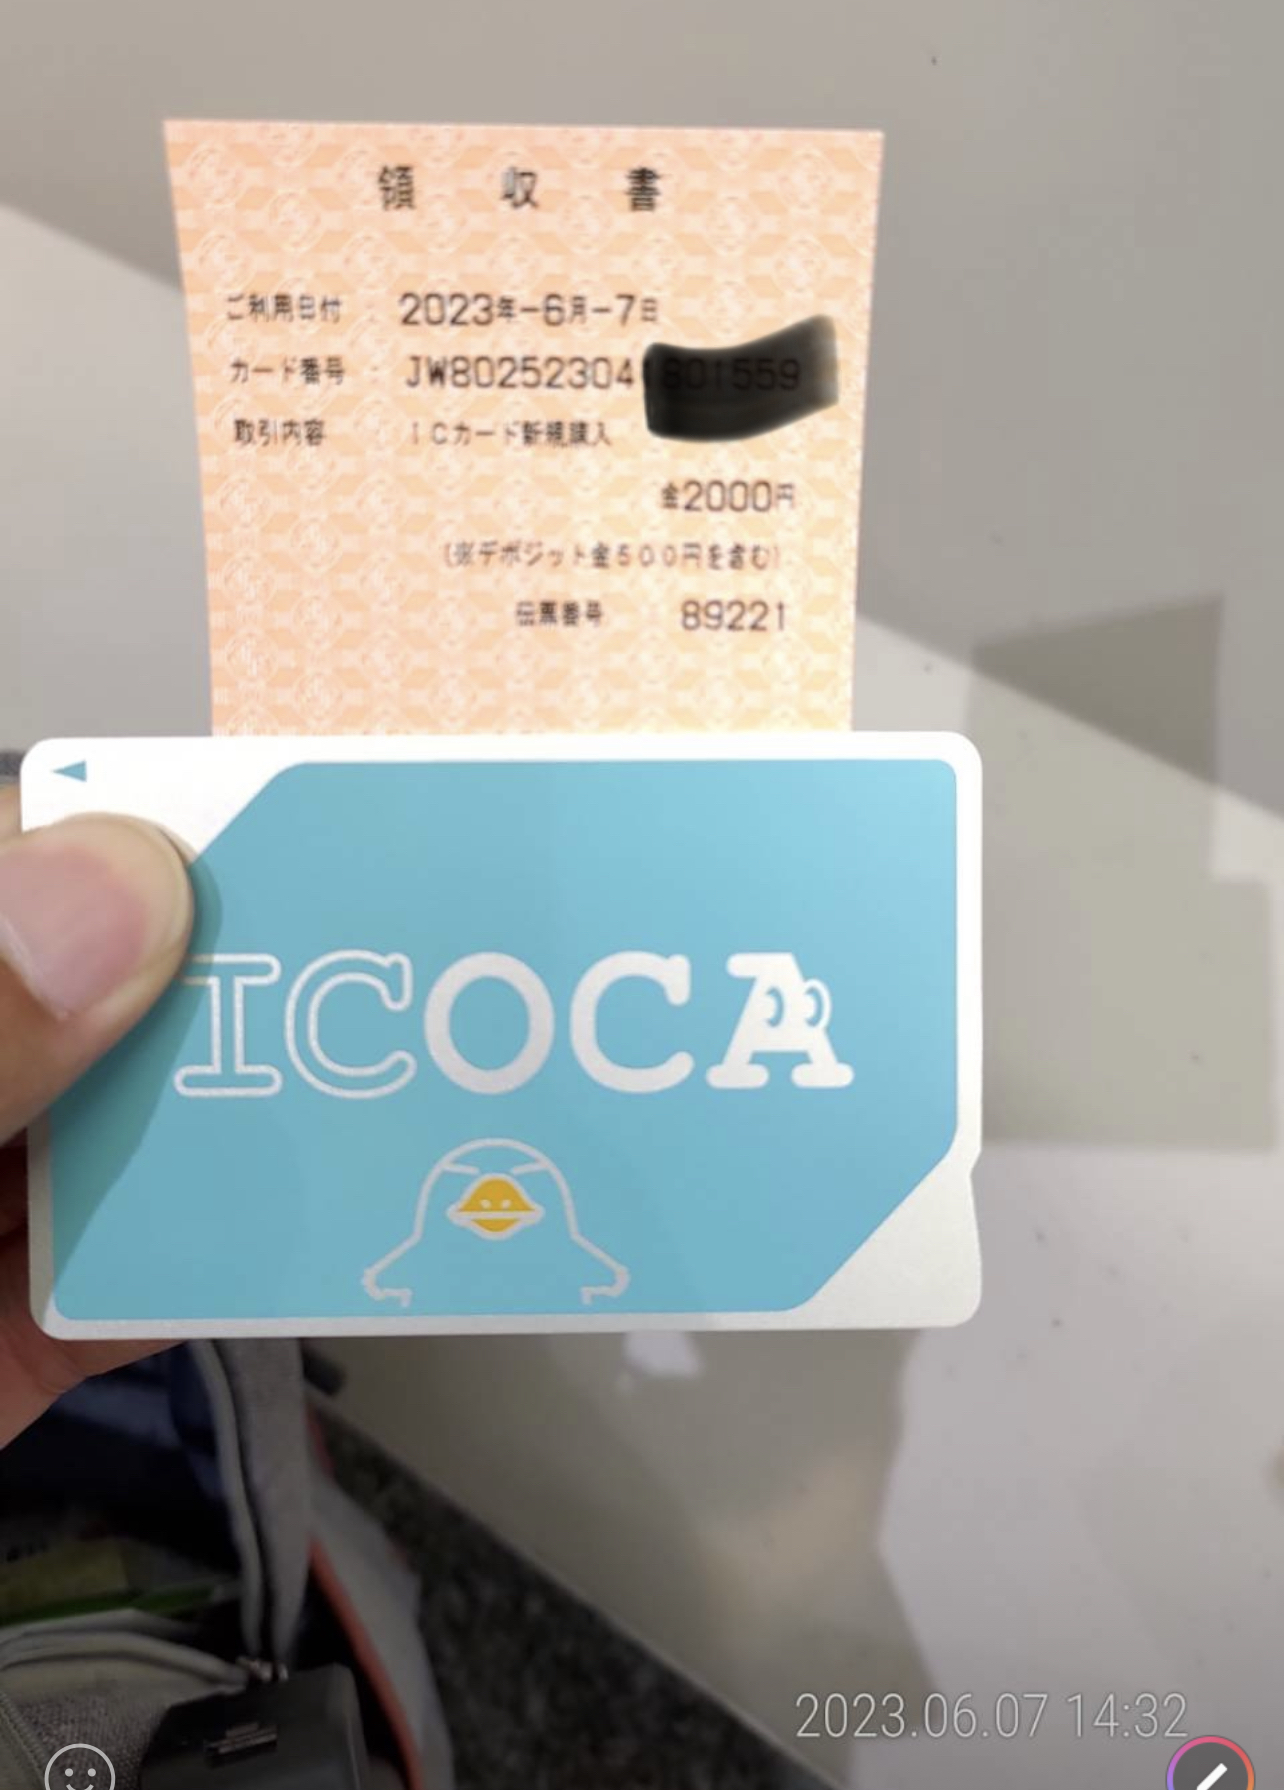 領収書
ご利用日付 : 2023年-6月-7日
カード番号 : JW80252304
取引内容 : ICカード新規購入
金2000円
(※デポジット金500円を含む)
伝票番号 89221
ICOCA
2023.06.07 14:32